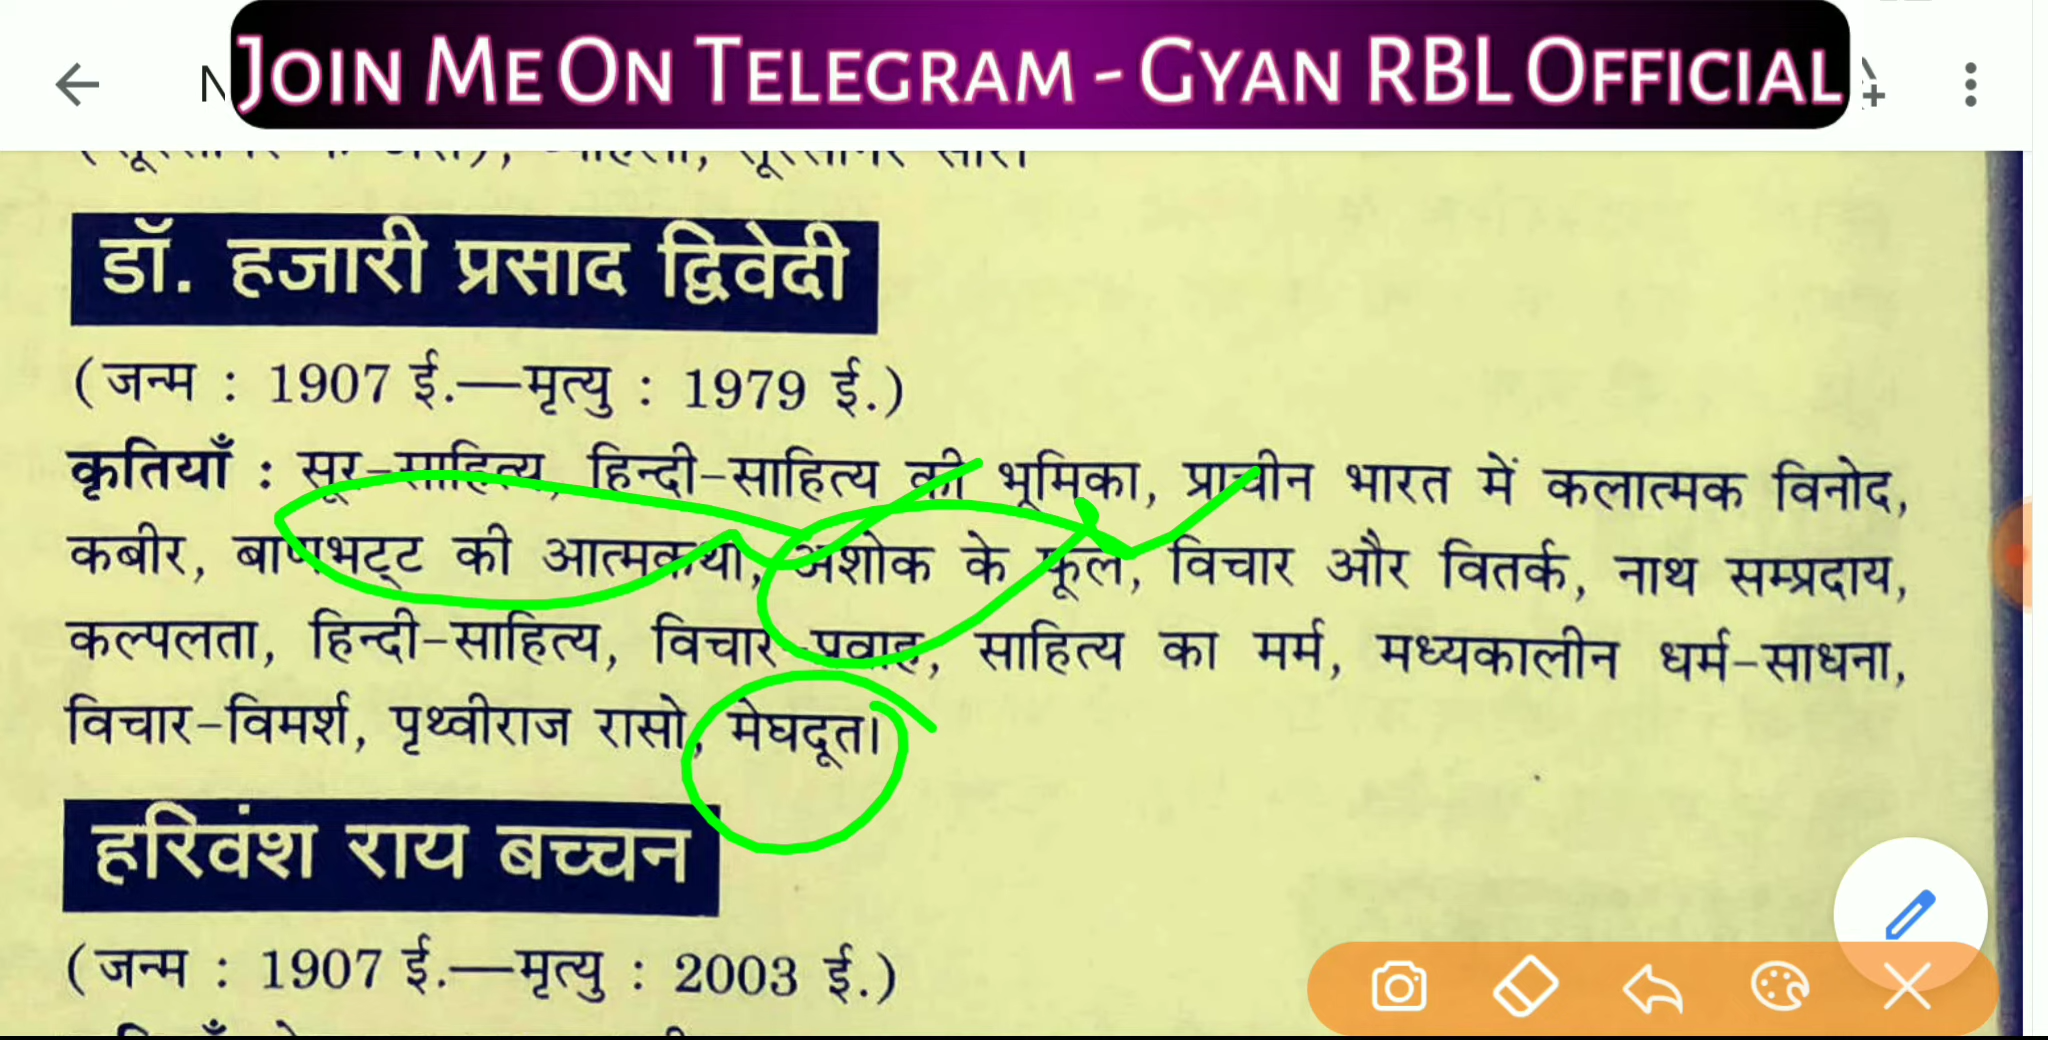 JOIN ME ON TELEGRAM - GYAN RBL OFFICIAL
डॉ. हजारी प्रसाद द्विवेदी
(जन्म : 1907 ई.—मृत्यु : 1979 ई.)
कृतियाँ : सूर-साहित्य, हिन्दी-साहित्य की भूमिका, प्राचीन भारत में कलात्मक विनोद,
कबीर, बाणभट्ट की आत्मकथा, अशोक के फूल, विचार और वितर्क, नाथ सम्प्रदाय,
कल्पलता, हिन्दी-साहित्य, विचार-प्रवाह, साहित्य का मर्म, मध्यकालीन धर्म-साधना,
विचार-विमर्श, पृथ्वीराज रासो, मेघदूत।
हरिवंश राय बच्चन
(जन्म : 1907 ई.—मृत्यु : 2003 ई.)